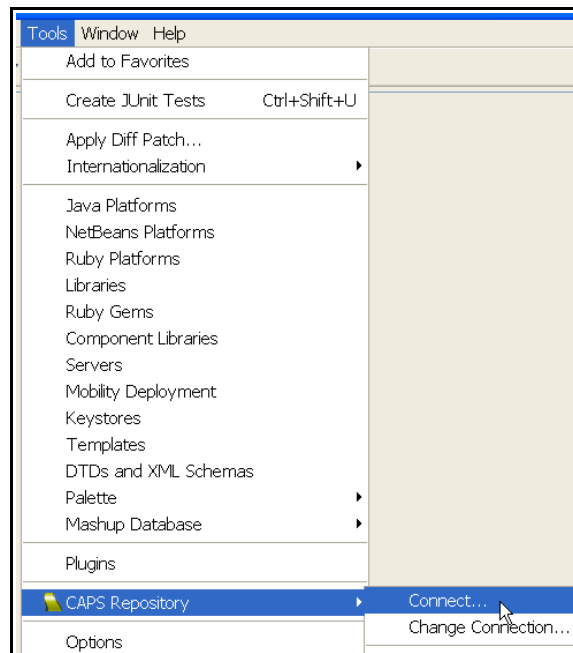 Tools Window Help
Add to Favorites
Create JUnit Tests Ctrl+Shift+U
Apply Diff Patch...
Internationalization
Java Platforms
NetBeans Platforms
Ruby Platforms
Libraries
Ruby Gems
Component Libraries
Servers
Mobility Deployment
Keystores
Templates
DTDs and XML Schemas
Palette
Mashup Database
Plugins
CAPS Repository
Connect...
Change Connection...
Options